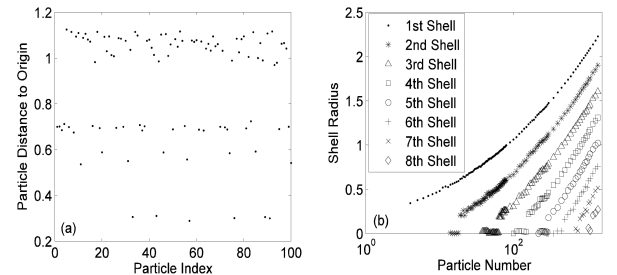 1.2
1
0.8
0.6
0.4
0.2
0
20
40
60
80
100
Particle Distance to Origin
Particle Index
(a)
2.5
2
1.5
1
0.5
0
10^0
10^2
Shell Radius
Particle Number
(b)
1st Shell
2nd Shell
3rd Shell
4th Shell
5th Shell
6th Shell
7th Shell
8th Shell